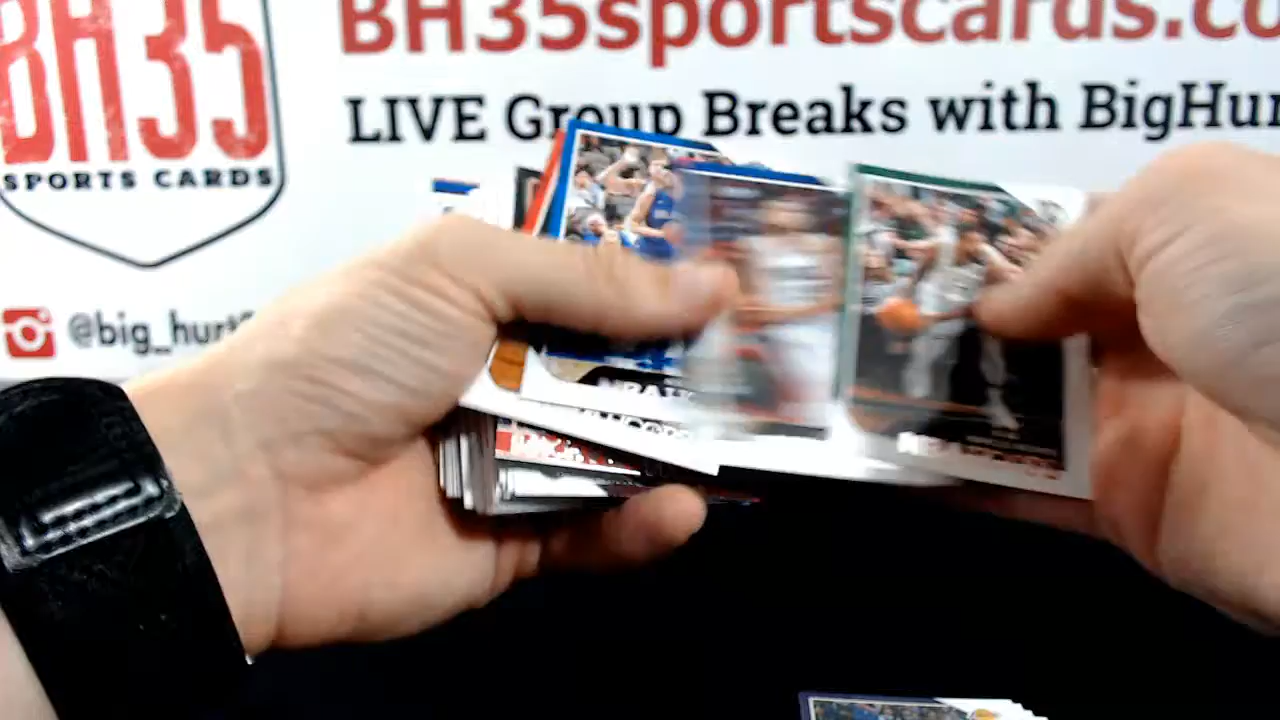 BH35
SPORTS CARDS
BH35sportscards.co
LIVE Group Breaks with BigHur
@big_hurt